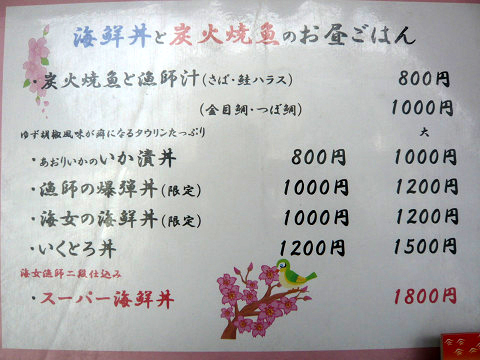 海鮮丼と炭火焼魚のお昼ごはん
・炭火焼魚と漁師汁(さば・鮭ハラス) 800円
(金目鯛・つぼ鯛) 1000円
ゆず胡椒風味が癖になるタウリンたっぷり 大
・あおりいかのいか漬丼 800円 1000円
・漁師の爆弾丼(限定) 1000円 1200円
・海女の海鮮丼(限定) 1000円 1200円
・いくとろ丼 1200円 1500円
海女漁師二段仕込み
・スーパー海鮮丼 1800円